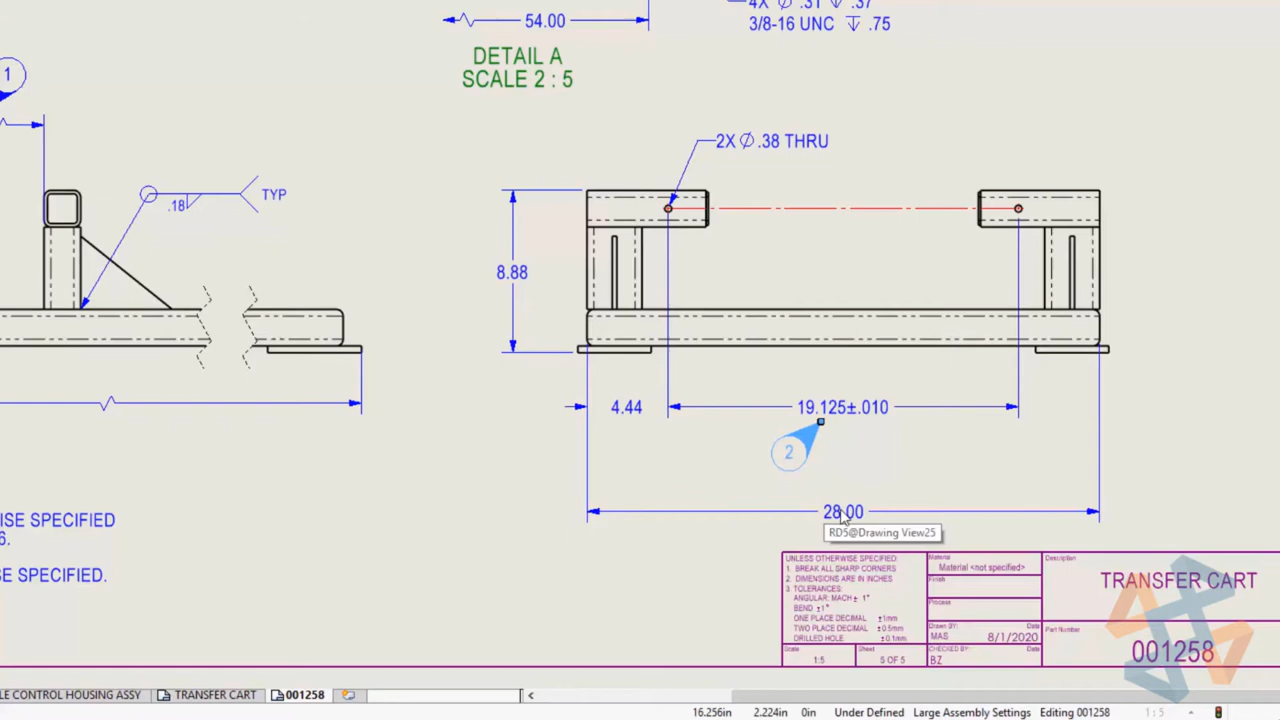 54.00
4X ∅ .31 ↧ .37
3/8-16 UNC ↧ .75
DETAIL A
SCALE 2 : 5
1
2X ∅ .38 THRU
.18
TYP
8.88
4.44
19.125±.010
2
28.00
RD5@Drawing View25
ISE SPECIFIED
6.
E SPECIFIED.
UNLESS OTHERWISE SPECIFIED:
1. BREAK ALL SHARP CORNERS
2. DIMENSIONS ARE IN INCHES
3. TOLERANCES:
ANGULAR: MACH ± 1°
BEND ±1°
ONE PLACE DECIMAL ±1mm
TWO PLACE DECIMAL ±0.5mm
DRILLED HOLE ±0.1mm
Scale
1:5
Sheet
5 OF 5
Material
Material <not specified>
Finish
Process
Drawn BY: Date
MAS 8/1/2020
CHECKED BY: Date
BZ
Description
TRANSFER CART
Part Number
001258
LE CONTROL HOUSING ASSY
TRANSFER CART
001258
16.256in 2.224in 0in Under Defined Large Assembly Settings Editing 001258 1 : 5